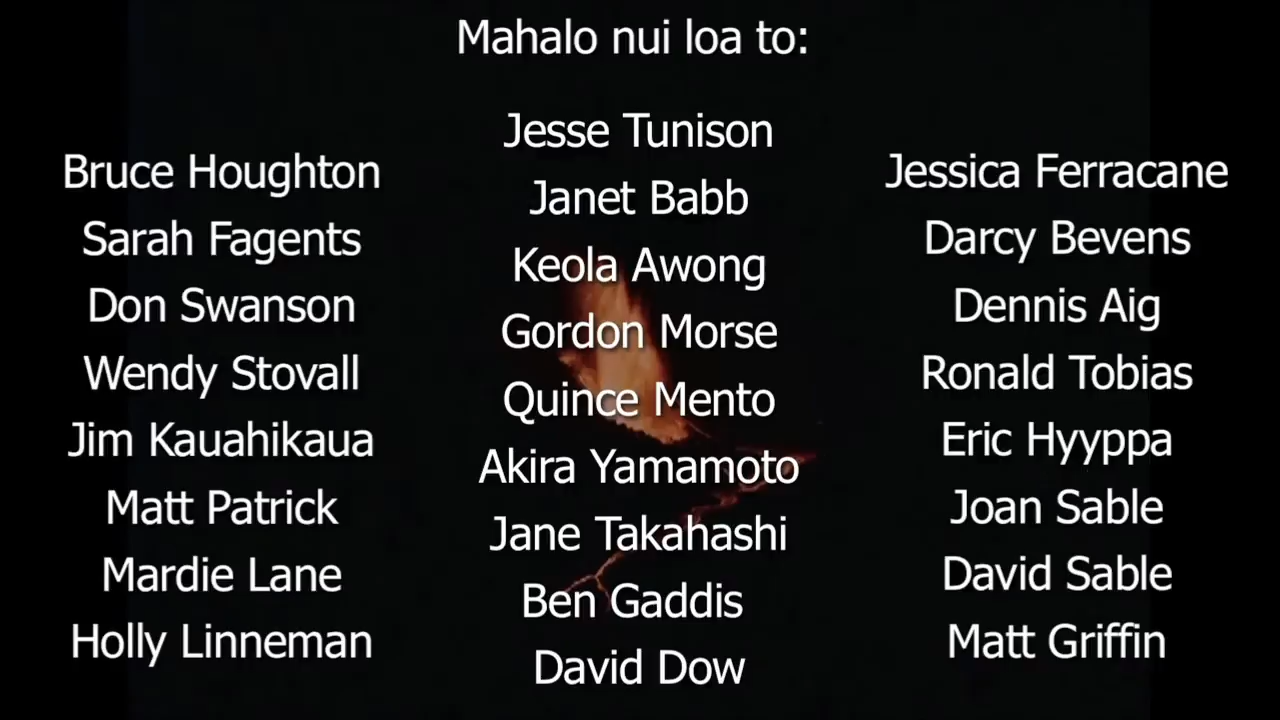 Mahalo nui loa to:
Bruce Houghton
Sarah Fagents
Don Swanson
Wendy Stovall
Jim Kauahikaua
Matt Patrick
Mardie Lane
Holly Linneman
Jesse Tunison
Janet Babb
Keola Awong
Gordon Morse
Quince Mento
Akira Yamamoto
Jane Takahashi
Ben Gaddis
David Dow
Jessica Ferracane
Darcy Bevens
Dennis Aig
Ronald Tobias
Eric Hyyppa
Joan Sable
David Sable
Matt Griffin